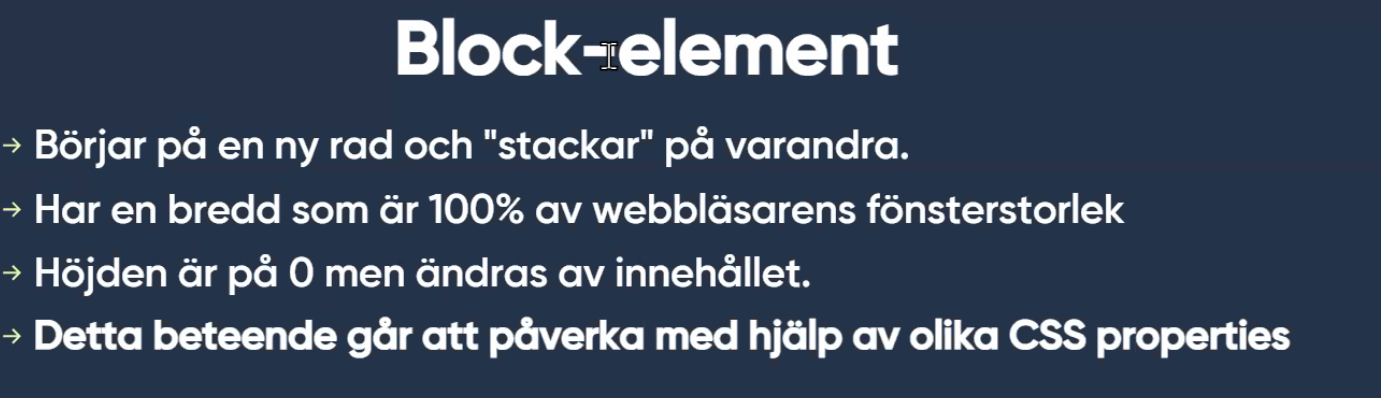 Block-element
→ Börjar på en ny rad och "stackar" på varandra.
→ Har en bredd som är 100% av webbläsarens fönsterstorlek
→ Höjden är på 0 men ändras av innehållet.
→ Detta beteende går att påverka med hjälp av olika CSS properties